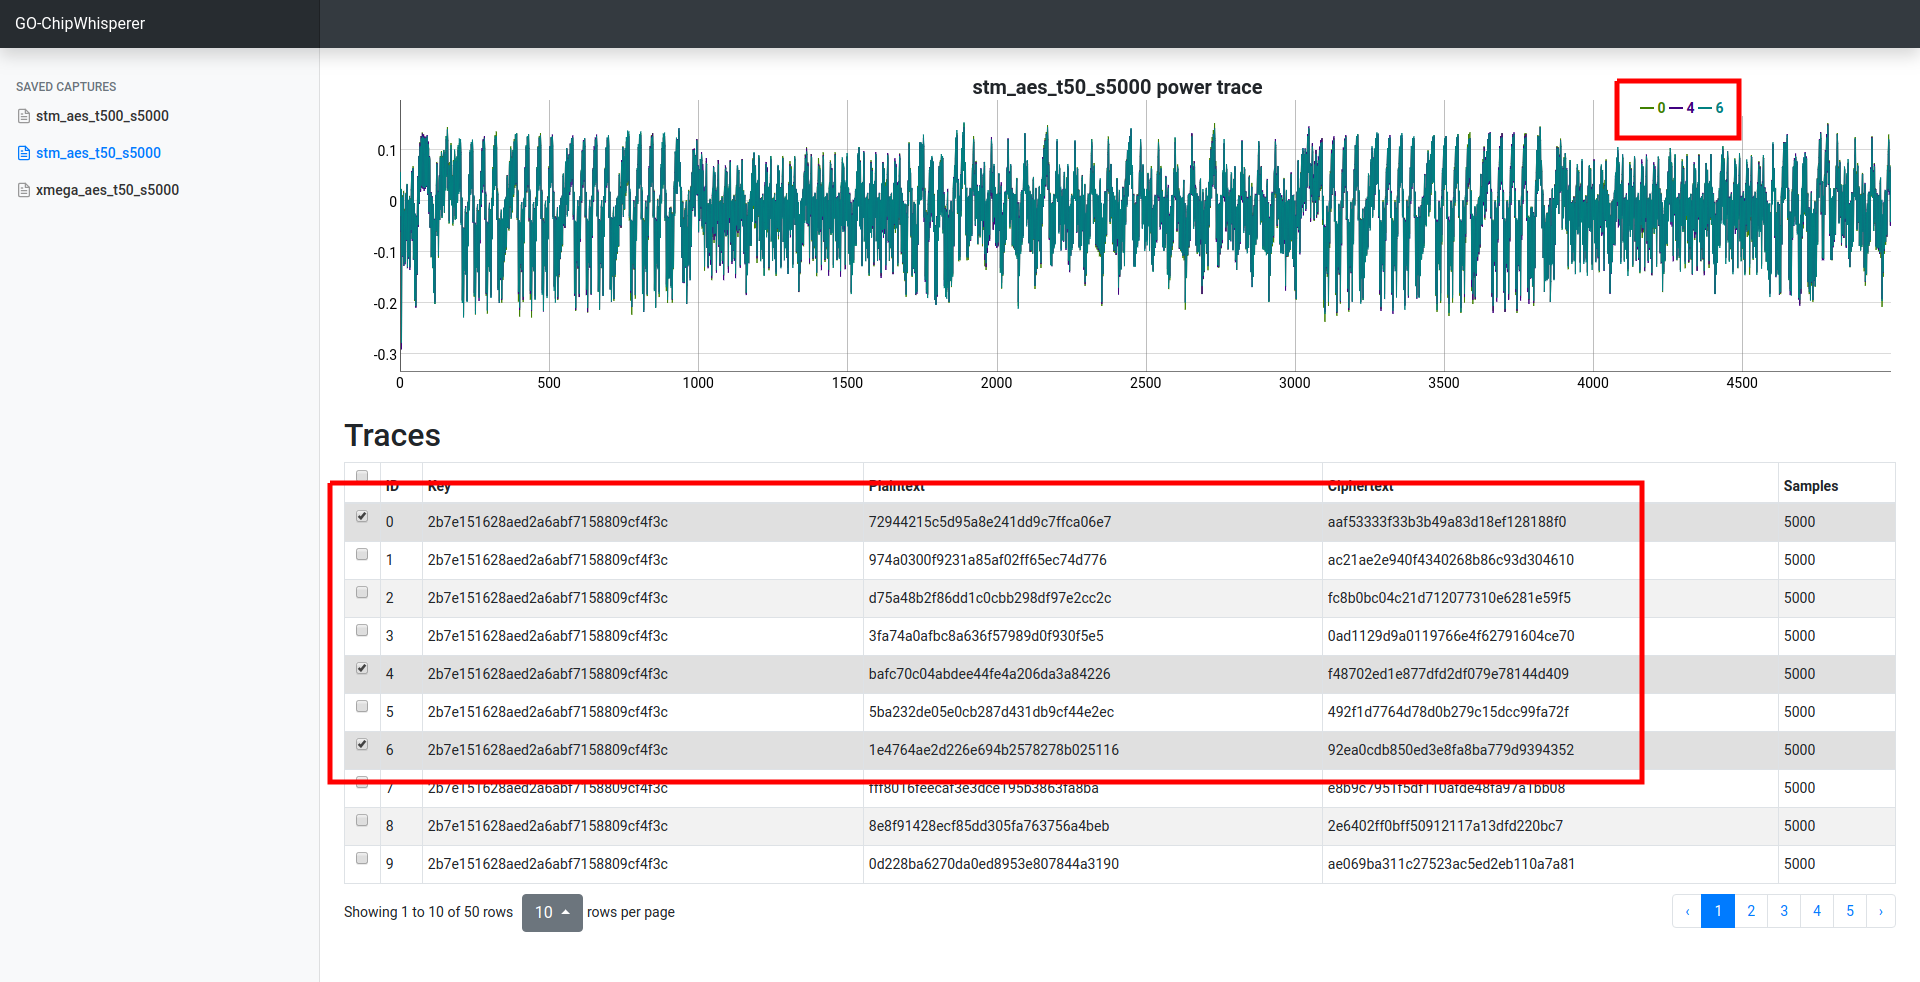 GO-ChipWhisperer
SAVED CAPTURES
stm_aes_t500_s5000
stm_aes_t50_s5000
xmega_aes_t50_s5000
stm_aes_t50_s5000 power trace
0 4 6
0.1
0
-0.1
-0.2
-0.3
0 500 1000 1500 2000 2500 3000 3500 4000 4500
Traces
ID Key Plaintext Ciphertext Samples
0 2b7e151628aed2a6abf7158809cf4f3c 72944215c5d95a8e241dd9c7ffca06e7 aaf53333f33b3b49a83d18ef128188f0 5000
1 2b7e151628aed2a6abf7158809cf4f3c 974a0300f9231a85af02ff65ec74d776 ac21ae2e940f4340268b86c93d304610 5000
2 2b7e151628aed2a6abf7158809cf4f3c d75a48b2f86dd1c0cbb298df97e2cc2c fc8b0bc04c21d712077310e6281e59f5 5000
3 2b7e151628aed2a6abf7158809cf4f3c 3fa74a0afbc8a636f57989d0f930f5e5 0ad1129d9a0119766e4f62791604ce70 5000
4 2b7e151628aed2a6abf7158809cf4f3c bafc70c04abdee44fe4a206da3a84226 f48702ed1e877dfd2df079e78144d409 5000
5 2b7e151628aed2a6abf7158809cf4f3c 5ba232de05e0cb287d431db9cf44e2ec 492f1d7764d78d0b279c15dcc99fa72f 5000
6 2b7e151628aed2a6abf7158809cf4f3c 1e4764ae2d226e694b2578278b025116 92ea0cdb850ed3e8fa8ba779d9394352 5000
7 2b7e151628aed2a6abf7158809cf4f3c fff8016feecaf3e3dce195b3863fa8ba e8b9c7951f5df110afde48fa97a1bb08 5000
8 2b7e151628aed2a6abf7158809cf4f3c 8e8f91428ecf85dd305fa763756a4beb 2e6402ff0bff50912117a13dfd220bc7 5000
9 2b7e151628aed2a6abf7158809cf4f3c 0d228ba6270da0ed8953e807844a3190 ae069ba311c27523ac5ed2eb110a7a81 5000
Showing 1 to 10 of 50 rows 10 rows per page ‹ 1 2 3 4 5 ›